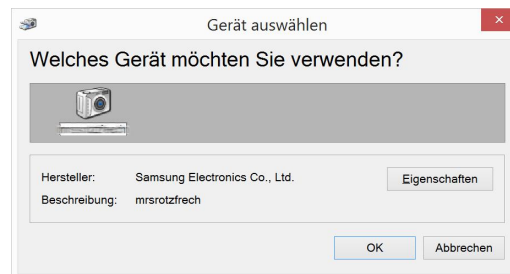 Gerät auswählen
Welches Gerät möchten Sie verwenden?
Hersteller: Samsung Electronics Co., Ltd.
Eigenschaften
Beschreibung: mrsrotzfrech
OK Abbrechen